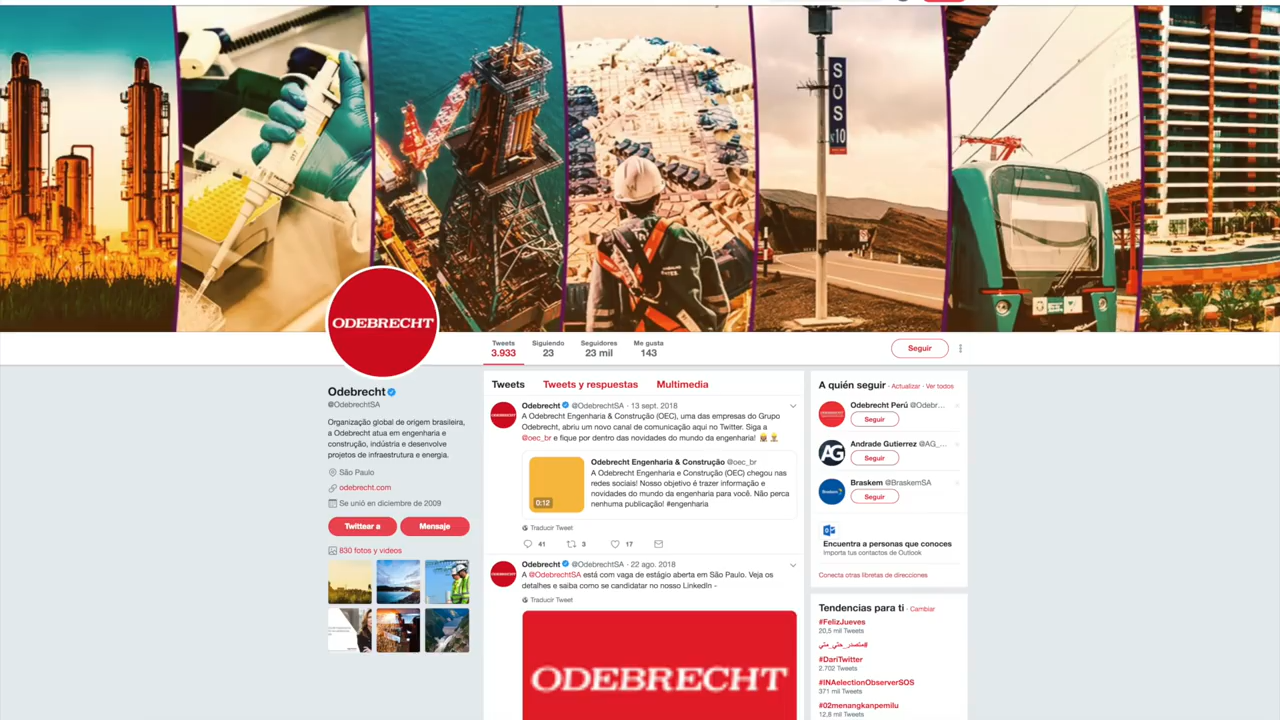 SOS
10
ODEBRECHT
Tweets
3.933
Siguiendo
23
Seguidores
23 mil
Me gusta
143
Seguir
Odebrecht
@OdebrechtSA
Organização global de origem brasileira,
a Odebrecht atua em engenharia e
construção, indústria e desenvolve
projetos de infraestrutura e energia.
São Paulo
odebrecht.com
Se unió en diciembre de 2009
Twittear a
Mensaje
830 fotos y videos
Tweets
Tweets y respuestas
Multimedia
ODEBRECHT
Odebrecht @OdebrechtSA · 13 sept. 2018
A Odebrecht Engenharia & Construção (OEC), uma das empresas do Grupo
Odebrecht, abriu um novo canal de comunicação aqui no Twitter. Siga a
@oec_br e fique por dentro das novidades do mundo da engenharia!
Odebrecht Engenharia & Construção @oec_br
A Odebrecht Engenharia e Construção (OEC) chegou nas
redes sociais! Nosso objetivo é trazer informação e
novidades do mundo da engenharia para você. Não perca
nenhuma publicação! #engenharia
0:12
Traducir Tweet
41
3
17
ODEBRECHT
Odebrecht @OdebrechtSA · 22 ago. 2018
A @OdebrechtSA está com vaga de estágio aberta em São Paulo. Veja os
detalhes e saiba como se candidatar no nosso LinkedIn -
Traducir Tweet
ODEBRECHT
A quién seguir · Actualizar · Ver todos
Odebrecht Perú @Odebr...
Seguir
Andrade Gutierrez @AG_...
AG
Seguir
Braskem @BraskemSA
Braskem
Seguir
Encuentra a personas que conoces
Importa tus contactos de Outlook
Conecta otras libretas de direcciones
Tendencias para ti · Cambiar
#FelizJueves
20,5 mil Tweets
#متصدر_حتي_متي
#DariTwitter
2.702 Tweets
#INAelectionObserverSOS
371 mil Tweets
#02menangkanpemilu
12,8 mil Tweets